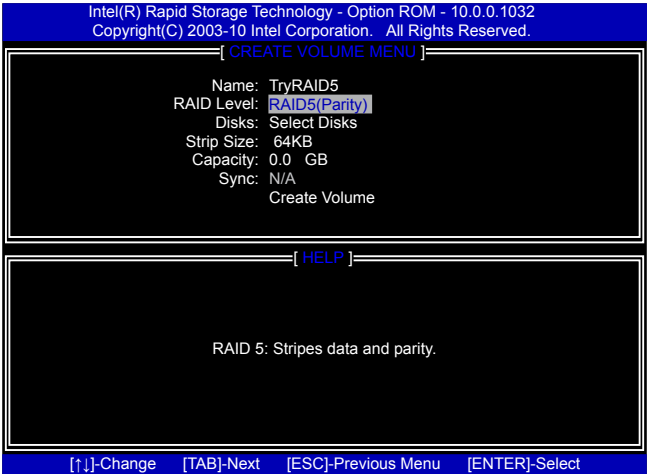 Intel(R) Rapid Storage Technology - Option ROM - 10.0.0.1032
Copyright(C) 2003-10 Intel Corporation. All Rights Reserved.
[ CREATE VOLUME MENU ]
Name: TryRAID5
RAID Level: RAID5(Parity)
Disks: Select Disks
Strip Size: 64KB
Capacity: 0.0 GB
Sync: N/A
Create Volume
[ HELP ]
RAID 5: Stripes data and parity.
[↑↓]-Change [TAB]-Next [ESC]-Previous Menu [ENTER]-Select